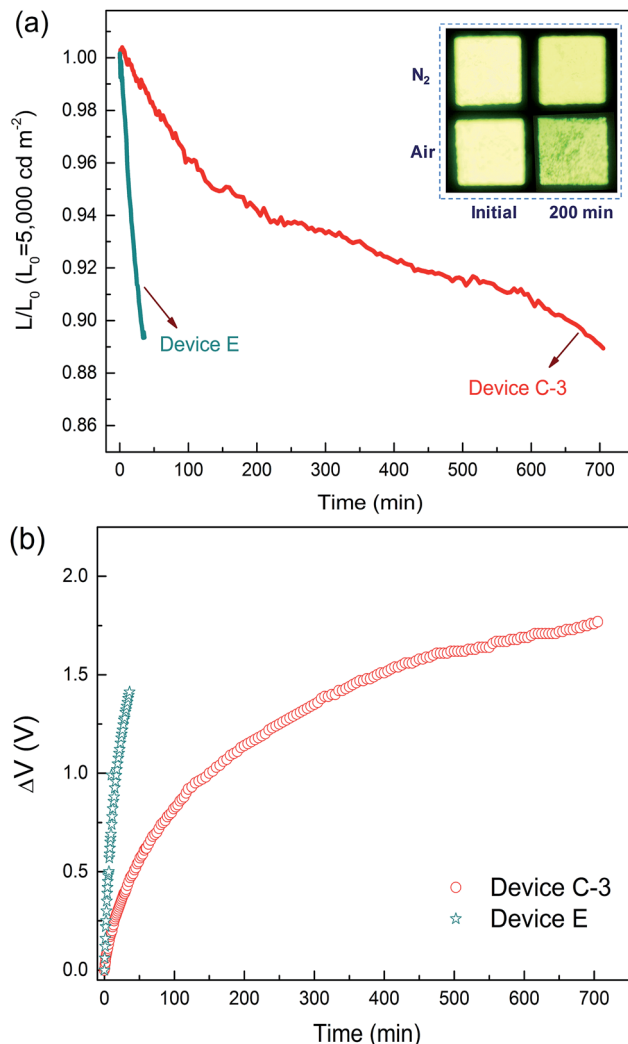 (a)
1.00
0.98
0.96
0.94
0.92
0.90
0.88
0.86
L/L₀ (L₀=5,000 cd m⁻²)
N₂
Air
Initial 200 min
Device E
Device C-3
0 100 200 300 400 500 600 700
Time (min)
(b)
2.0
1.5
1.0
0.5
0.0
ΔV (V)
Device C-3
Device E
0 100 200 300 400 500 600 700
Time (min)